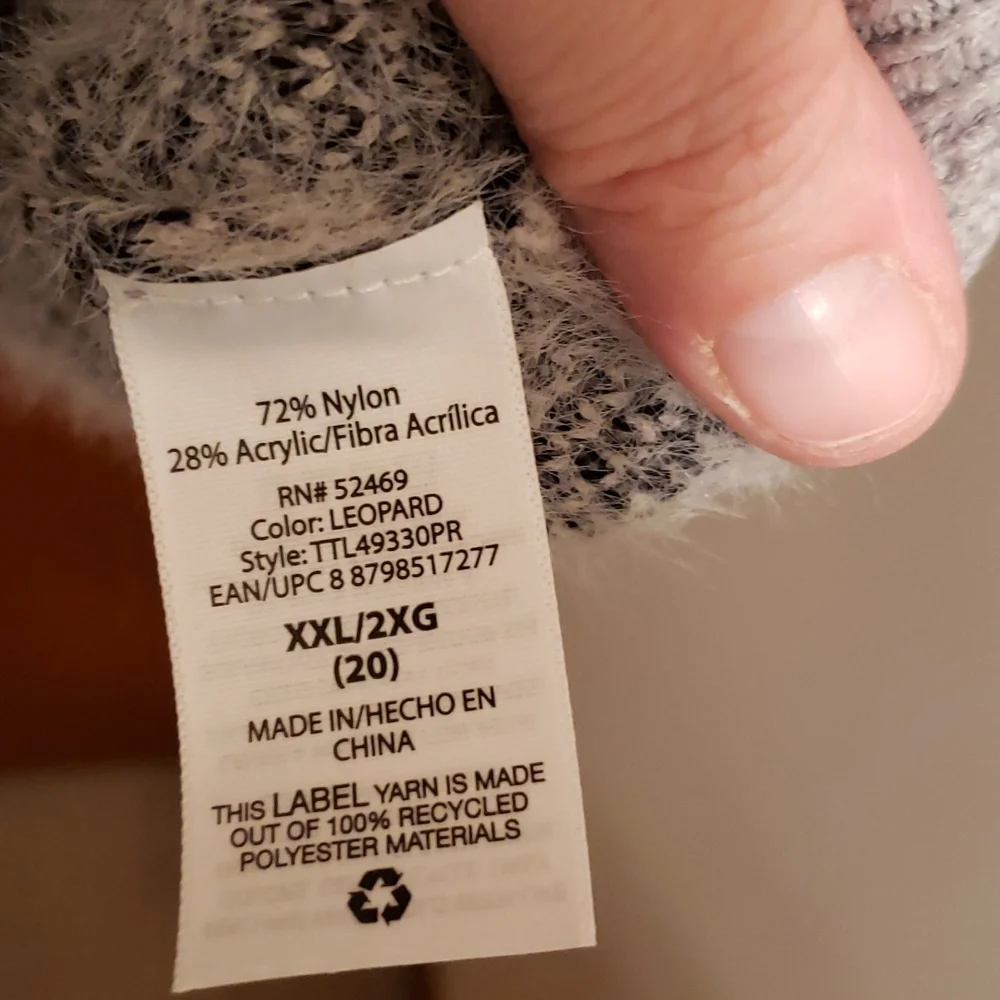 72% Nylon
28% Acrylic/Fibra Acrílica
RN# 52469
Color: LEOPARD
Style: TTL49330PR
EAN/UPC 8 8798517277
XXL/2XG
(20)
MADE IN/HECHO EN
CHINA
THIS LABEL YARN IS MADE
OUT OF 100% RECYCLED
POLYESTER MATERIALS